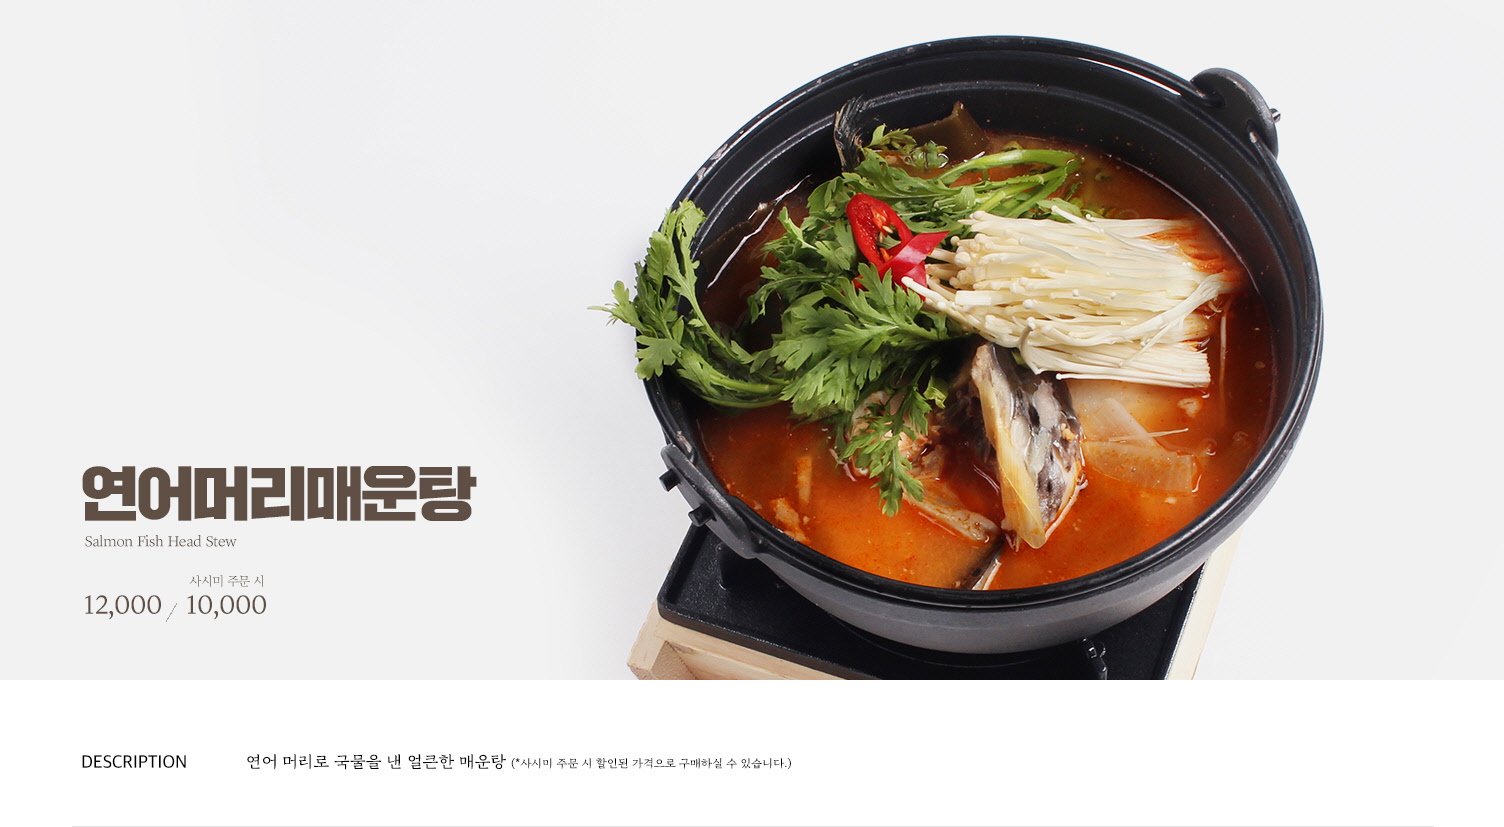 연어머리매운탕
Salmon Fish Head Stew
사시미 주문 시
12,000 / 10,000
DESCRIPTION 연어 머리로 국물을 낸 얼큰한 매운탕 (*사시미 주문 시 할인된 가격으로 구매하실 수 있습니다.)